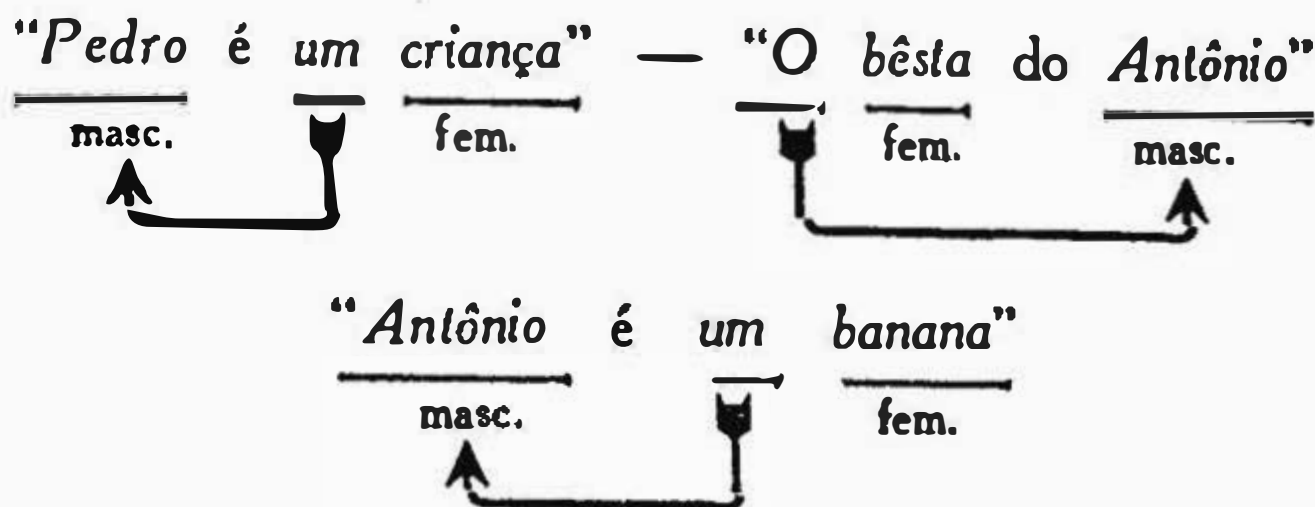 “Pedro é um criança” — “O bêsta do Antônio”
masc. fem. fem. masc.
“Antônio é um banana”
masc. fem.